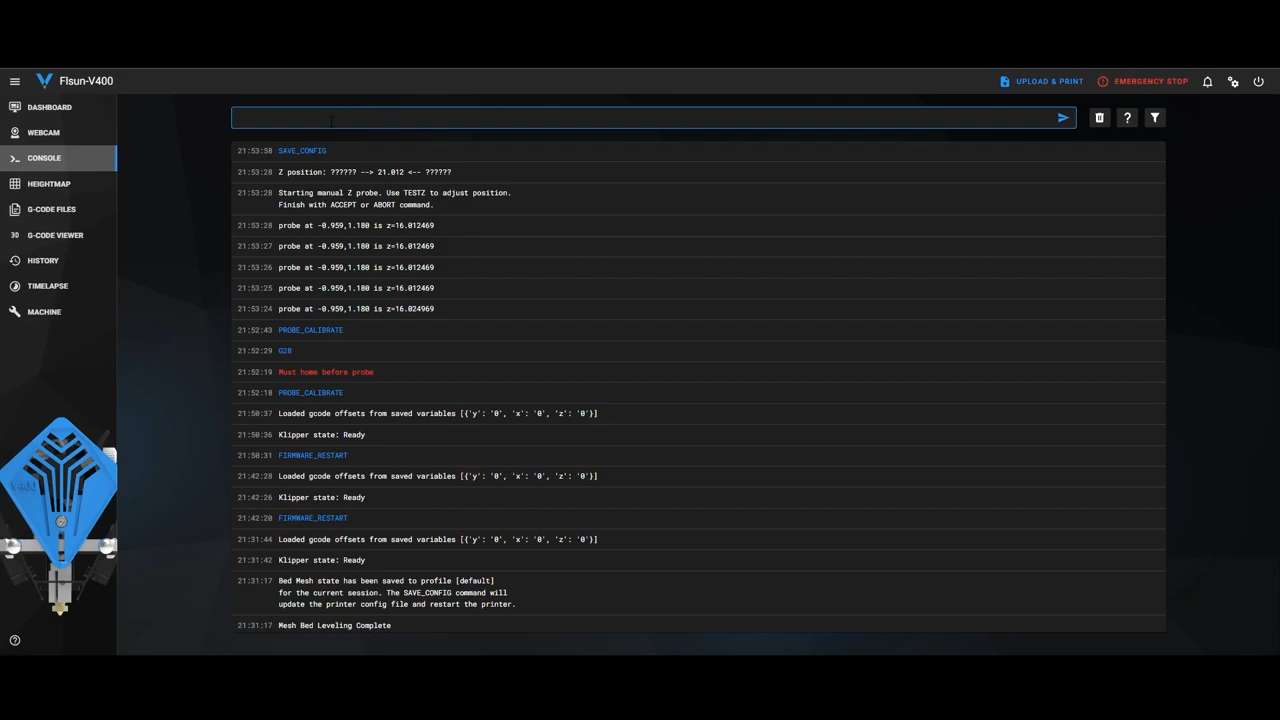 FIsun-V400
UPLOAD & PRINT
EMERGENCY STOP
DASHBOARD
WEBCAM
CONSOLE
HEIGHTMAP
G-CODE FILES
3D G-CODE VIEWER
HISTORY
TIMELAPSE
MACHINE
?
21:53:58 SAVE_CONFIG
21:53:28 Z position: ?????? --> 21.012 <-- ??????
21:53:28 Starting manual Z probe. Use TESTZ to adjust position.
Finish with ACCEPT or ABORT command.
21:53:28 probe at -0.959,1.180 is z=16.012469
21:53:27 probe at -0.959,1.180 is z=16.012469
21:53:26 probe at -0.959,1.180 is z=16.012469
21:53:25 probe at -0.959,1.180 is z=16.012469
21:53:24 probe at -0.959,1.180 is z=16.024969
21:52:43 PROBE_CALIBRATE
21:52:29 G28
21:52:19 Must home before probe
21:52:18 PROBE_CALIBRATE
21:50:37 Loaded gcode offsets from saved variables [{'y': '0', 'x': '0', 'z': '0'}]
21:50:36 Klipper state: Ready
21:50:31 FIRMWARE_RESTART
21:42:28 Loaded gcode offsets from saved variables [{'y': '0', 'x': '0', 'z': '0'}]
21:42:26 Klipper state: Ready
21:42:20 FIRMWARE_RESTART
21:31:44 Loaded gcode offsets from saved variables [{'y': '0', 'x': '0', 'z': '0'}]
21:31:42 Klipper state: Ready
21:31:17 Bed Mesh state has been saved to profile [default]
for the current session. The SAVE_CONFIG command will
update the printer config file and restart the printer.
21:31:17 Mesh Bed Leveling Complete
V400